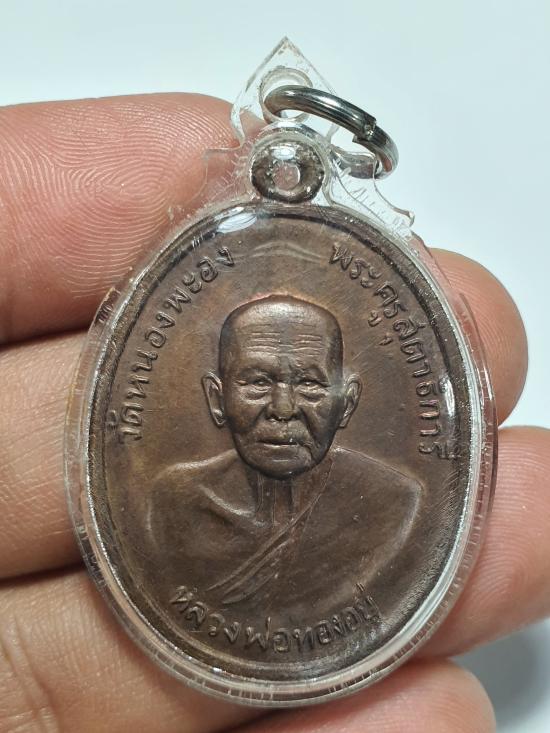 วัดหนองพะอง
พระครูสุตาธิการี
หลวงพ่อทองอยู่